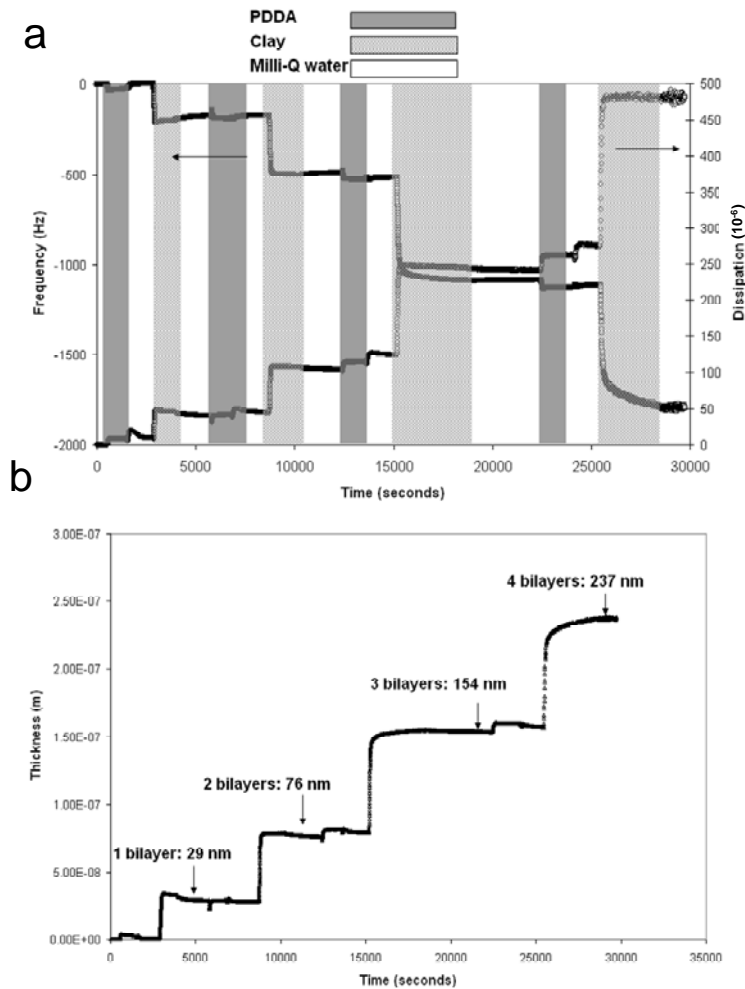 a
PDDA
Clay
Milli-Q water
0
-500
-1000
-1500
-2000
Frequency (Hz)
500
450
400
350
300
250
200
150
100
50
0
Dissipation (10-6)
0 5000 10000 15000 20000 25000 30000
Time (seconds)
b
3.00E-07
2.50E-07
2.00E-07
1.50E-07
1.00E-07
5.00E-08
0.00E+00
Thickness (m)
4 bilayers: 237 nm
3 bilayers: 154 nm
2 bilayers: 76 nm
1 bilayer: 29 nm
0 5000 10000 15000 20000 25000 30000 35000
Time (seconds)